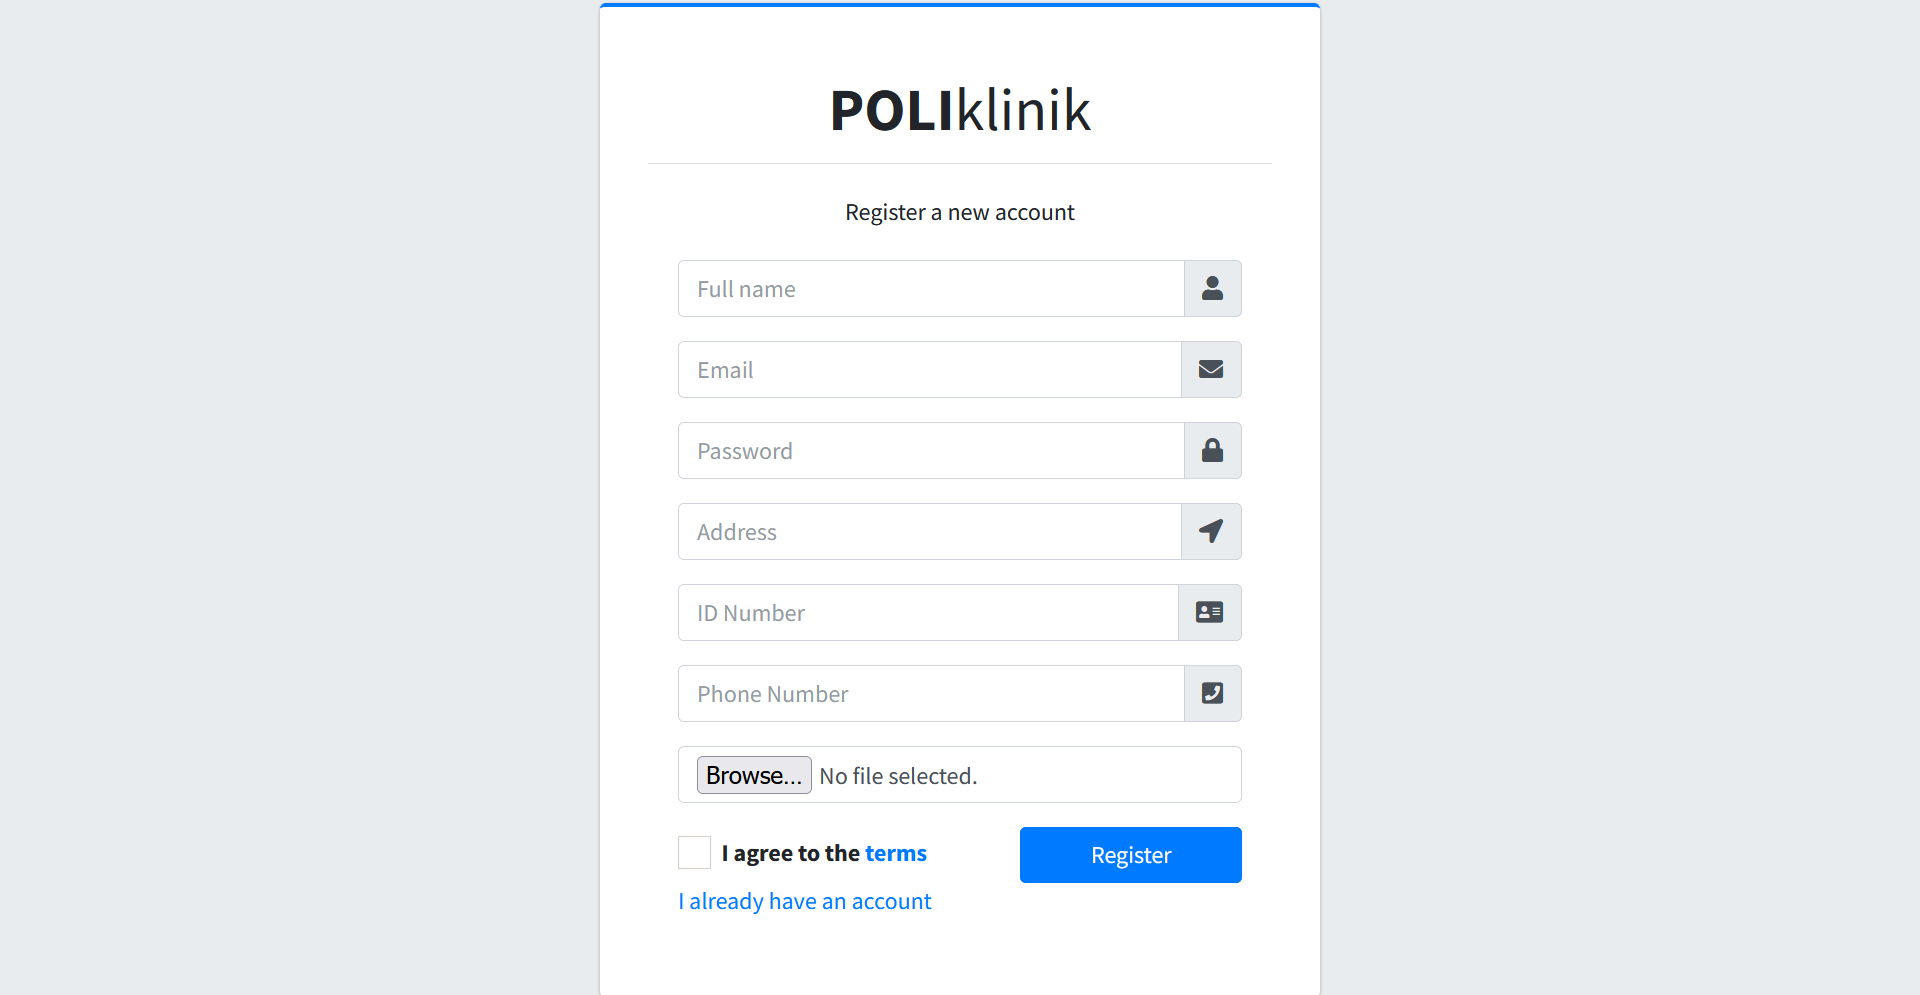 POLIklinik
Register a new account
Full name
Email
Password
Address
ID Number
Phone Number
Browse... No file selected.
I agree to the terms
Register
I already have an account